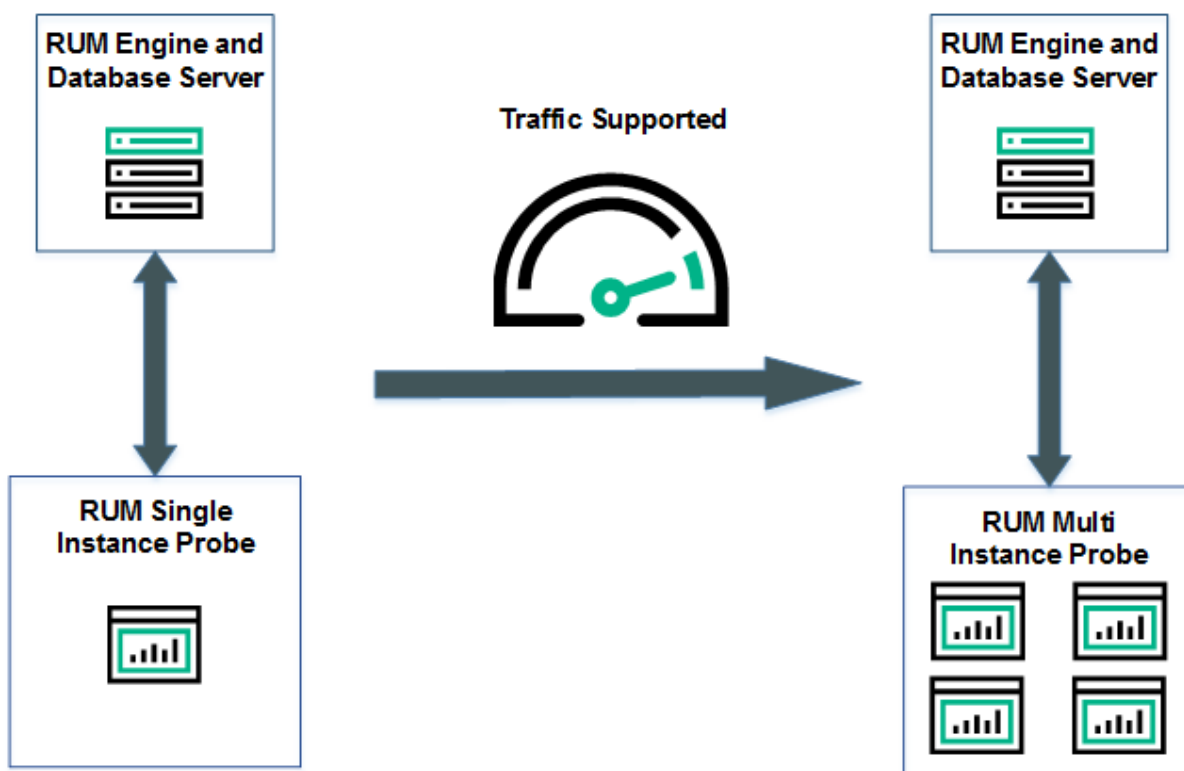 RUM Engine and
Database Server
Traffic Supported
RUM Engine and
Database Server
RUM Single
Instance Probe
RUM Multi
Instance Probe